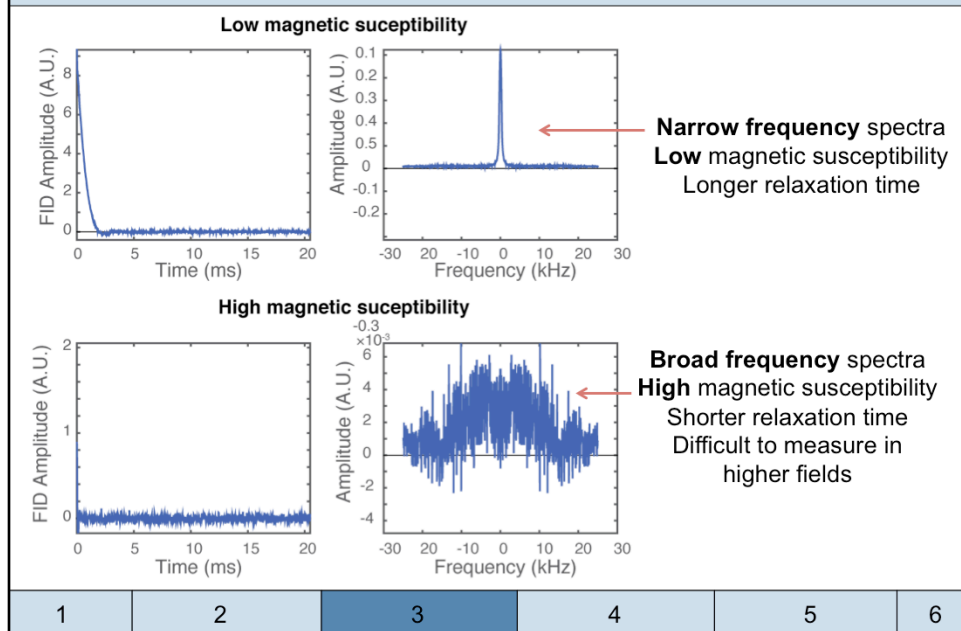 Low magnetic suceptibility
FID Amplitude (A.U.)
8
6
4
2
9
0
0 5 10 15 20
Time (ms)
Amplitude (A.U.)
0.1
0.2
0.3
0.4
0
-0.1
-0.2
-30 20 10 0 10 20 30
Frequency (kHz)
Narrow frequency spectra
Low magnetic susceptibility
Longer relaxation time
High magnetic suceptibility
FID Amplitude (A.U.)
2
1
0
0 5 10 15 20
Time (ms)
-0.3
×10⁻³
Amplitude (A.U.)
6
4
2
0
-2
-4
-30 20 10 0 10 20 30
Frequency (kHz)
Broad frequency spectra
High magnetic susceptibility
Shorter relaxation time
Difficult to measure in
higher fields
1 2 3 4 5 6